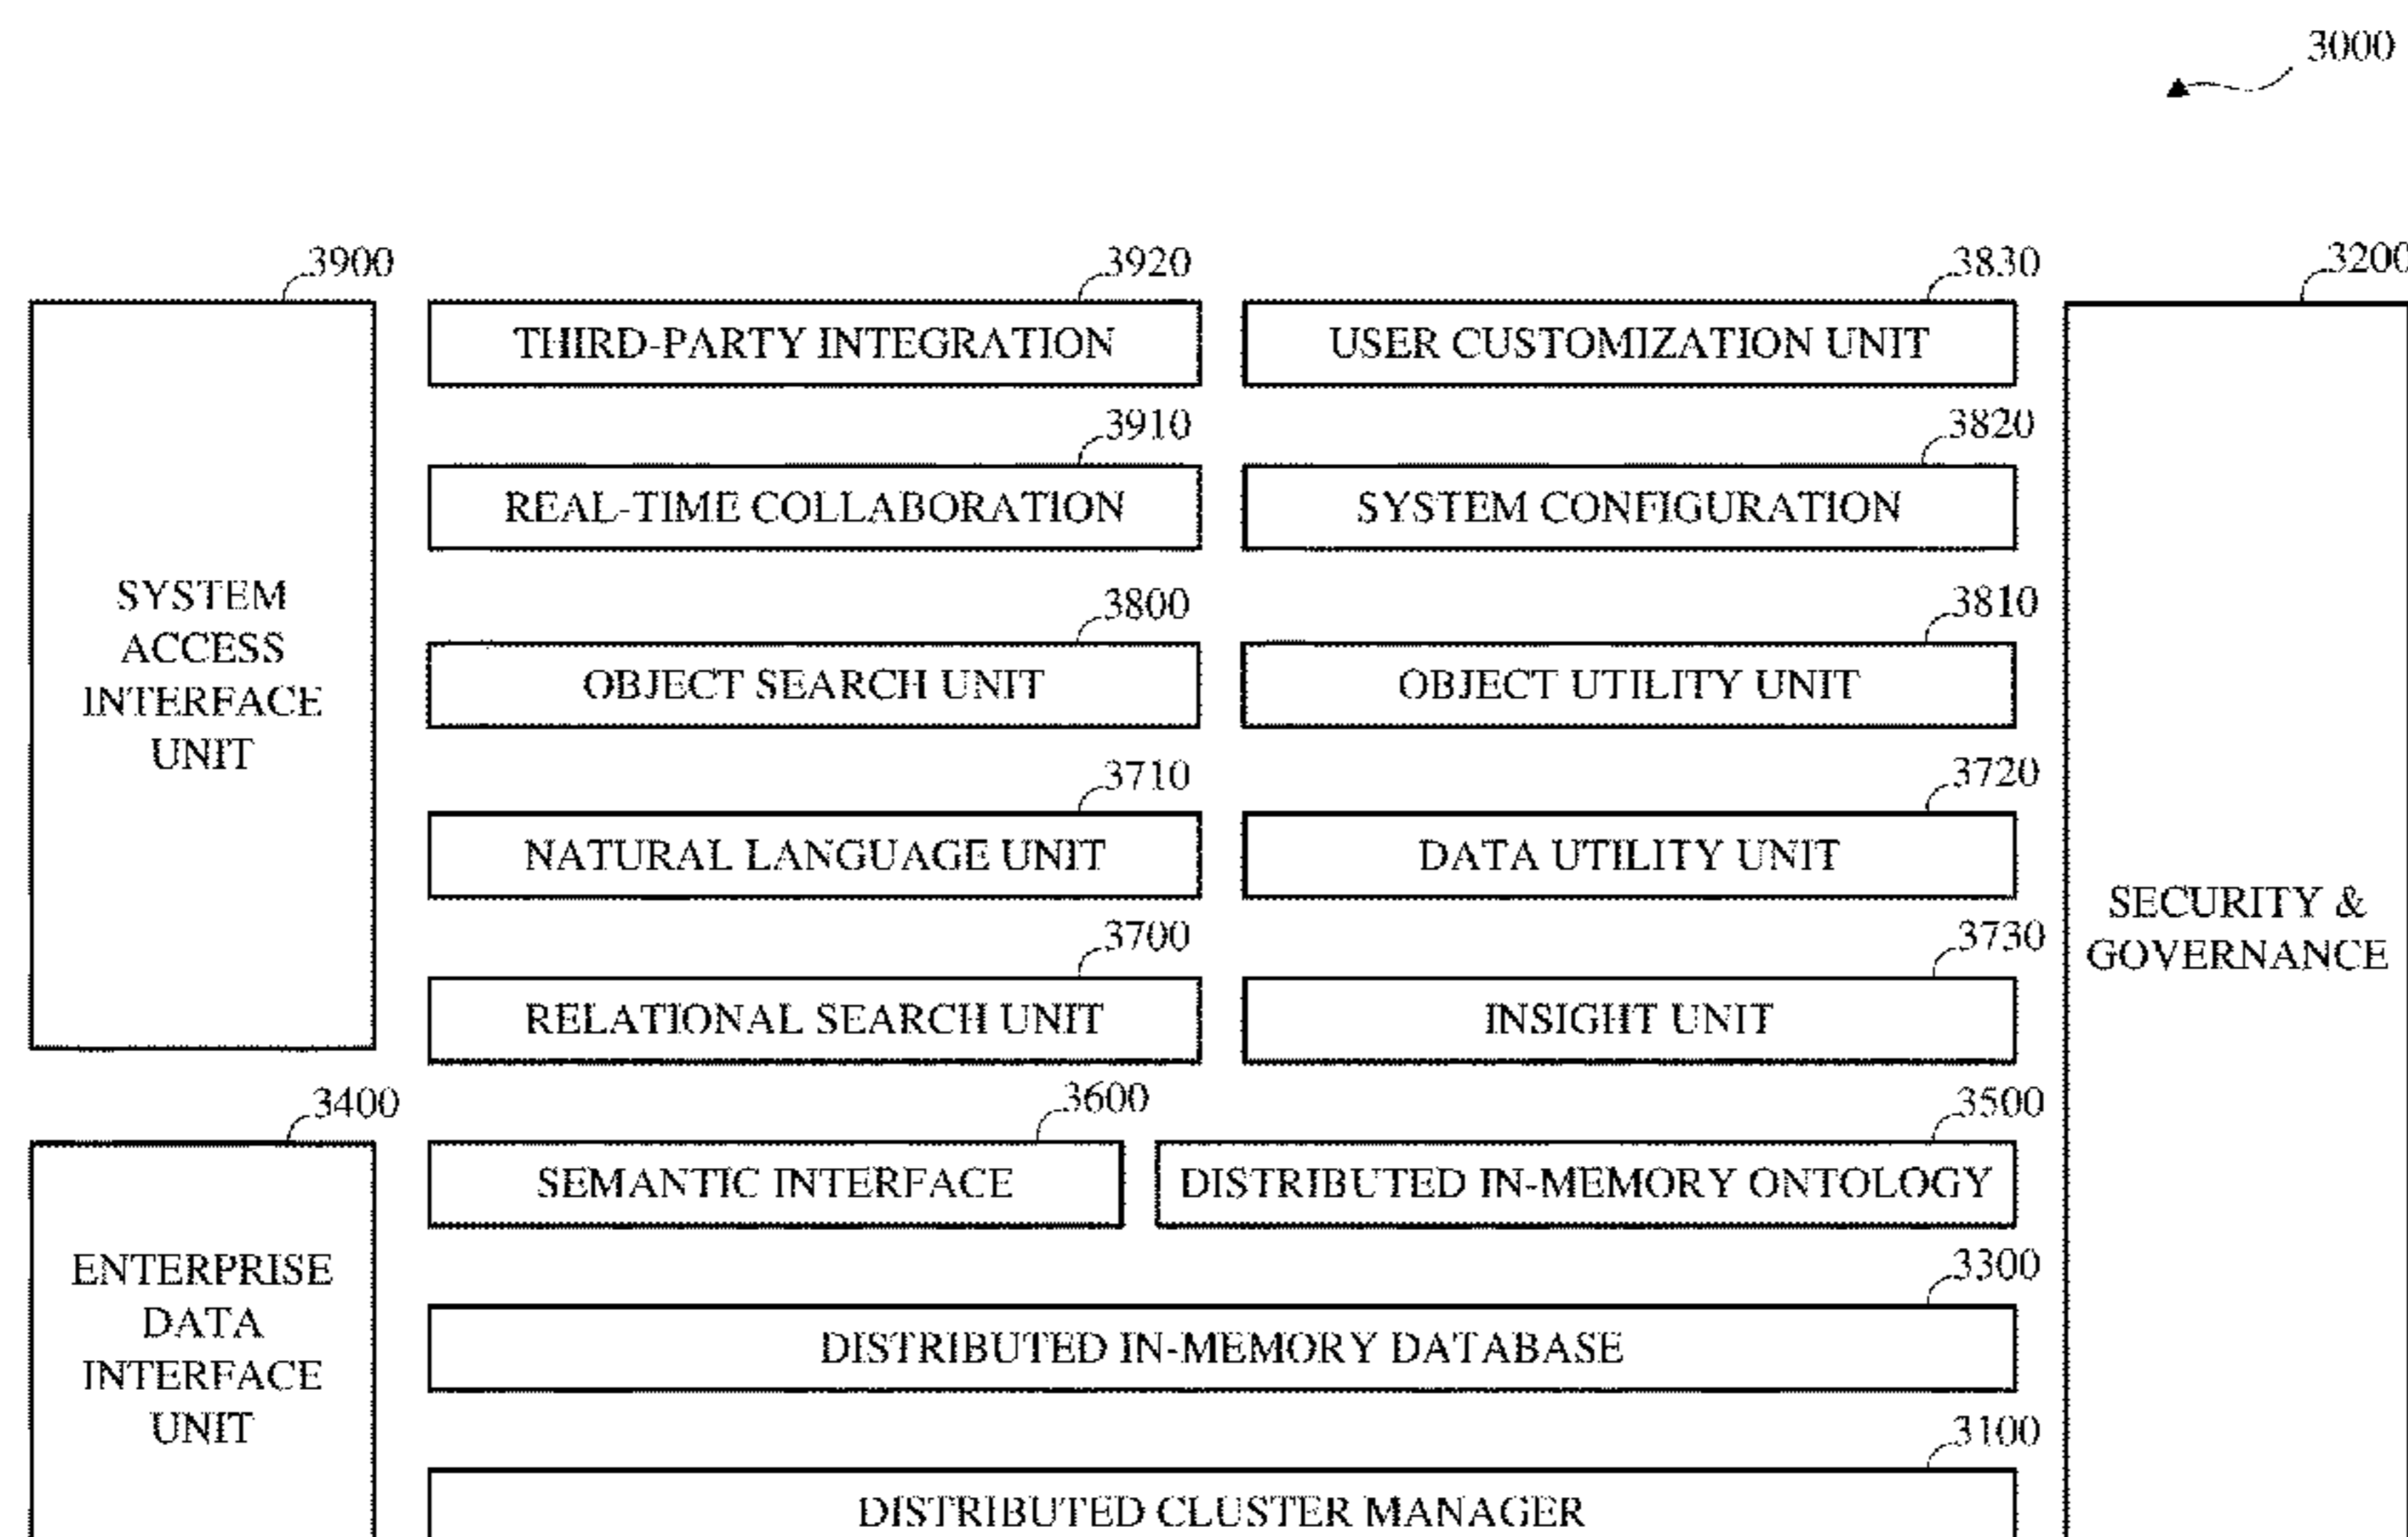 3000
3900
3920
3830
3200
THIRD-PARTY INTEGRATION
USER CUSTOMIZATION UNIT
3910
3820
REAL-TIME COLLABORATION
SYSTEM CONFIGURATION
SYSTEM
ACCESS
INTERFACE
UNIT
3800
3810
OBJECT SEARCH UNIT
OBJECT UTILITY UNIT
3710
3720
NATURAL LANGUAGE UNIT
DATA UTILITY UNIT
SECURITY &
GOVERNANCE
3700
3730
RELATIONAL SEARCH UNIT
INSIGHT UNIT
3400
3600
3500
SEMANTIC INTERFACE
DISTRIBUTED IN-MEMORY ONTOLOGY
ENTERPRISE
DATA
INTERFACE
UNIT
3300
DISTRIBUTED IN-MEMORY DATABASE
3100
DISTRIBUTED CLUSTER MANAGER